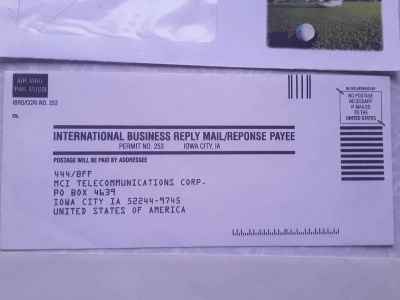 AIR MAIL
PAR AVION
IBRS/CCRI NO. 253
DL
NO POSTAGE
NECESSARY
IF MAILED
TO THE
UNITED STATES
INTERNATIONAL BUSINESS REPLY MAIL/REPONSE PAYEE
PERMIT NO. 253 IOWA CITY, IA
POSTAGE WILL BE PAID BY ADDRESSEE
444/BFF
MCI TELECOMMUNICATIONS CORP.
PO BOX 4639
IOWA CITY IA 52244-9745
UNITED STATES OF AMERICA